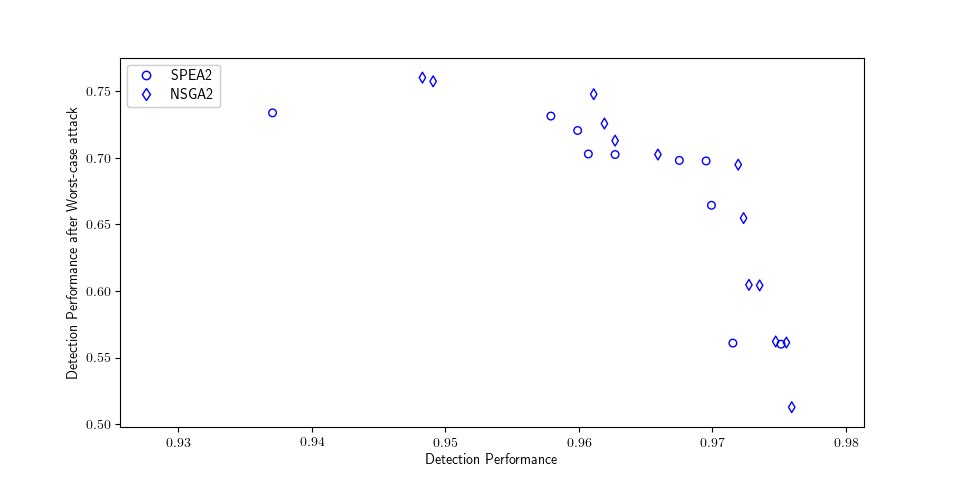 SPEA2
NSGA2
0.75
0.70
0.65
0.60
0.55
0.50
Detection Performance after Worst-case attack
0.93 0.94 0.95 0.96 0.97 0.98
Detection Performance